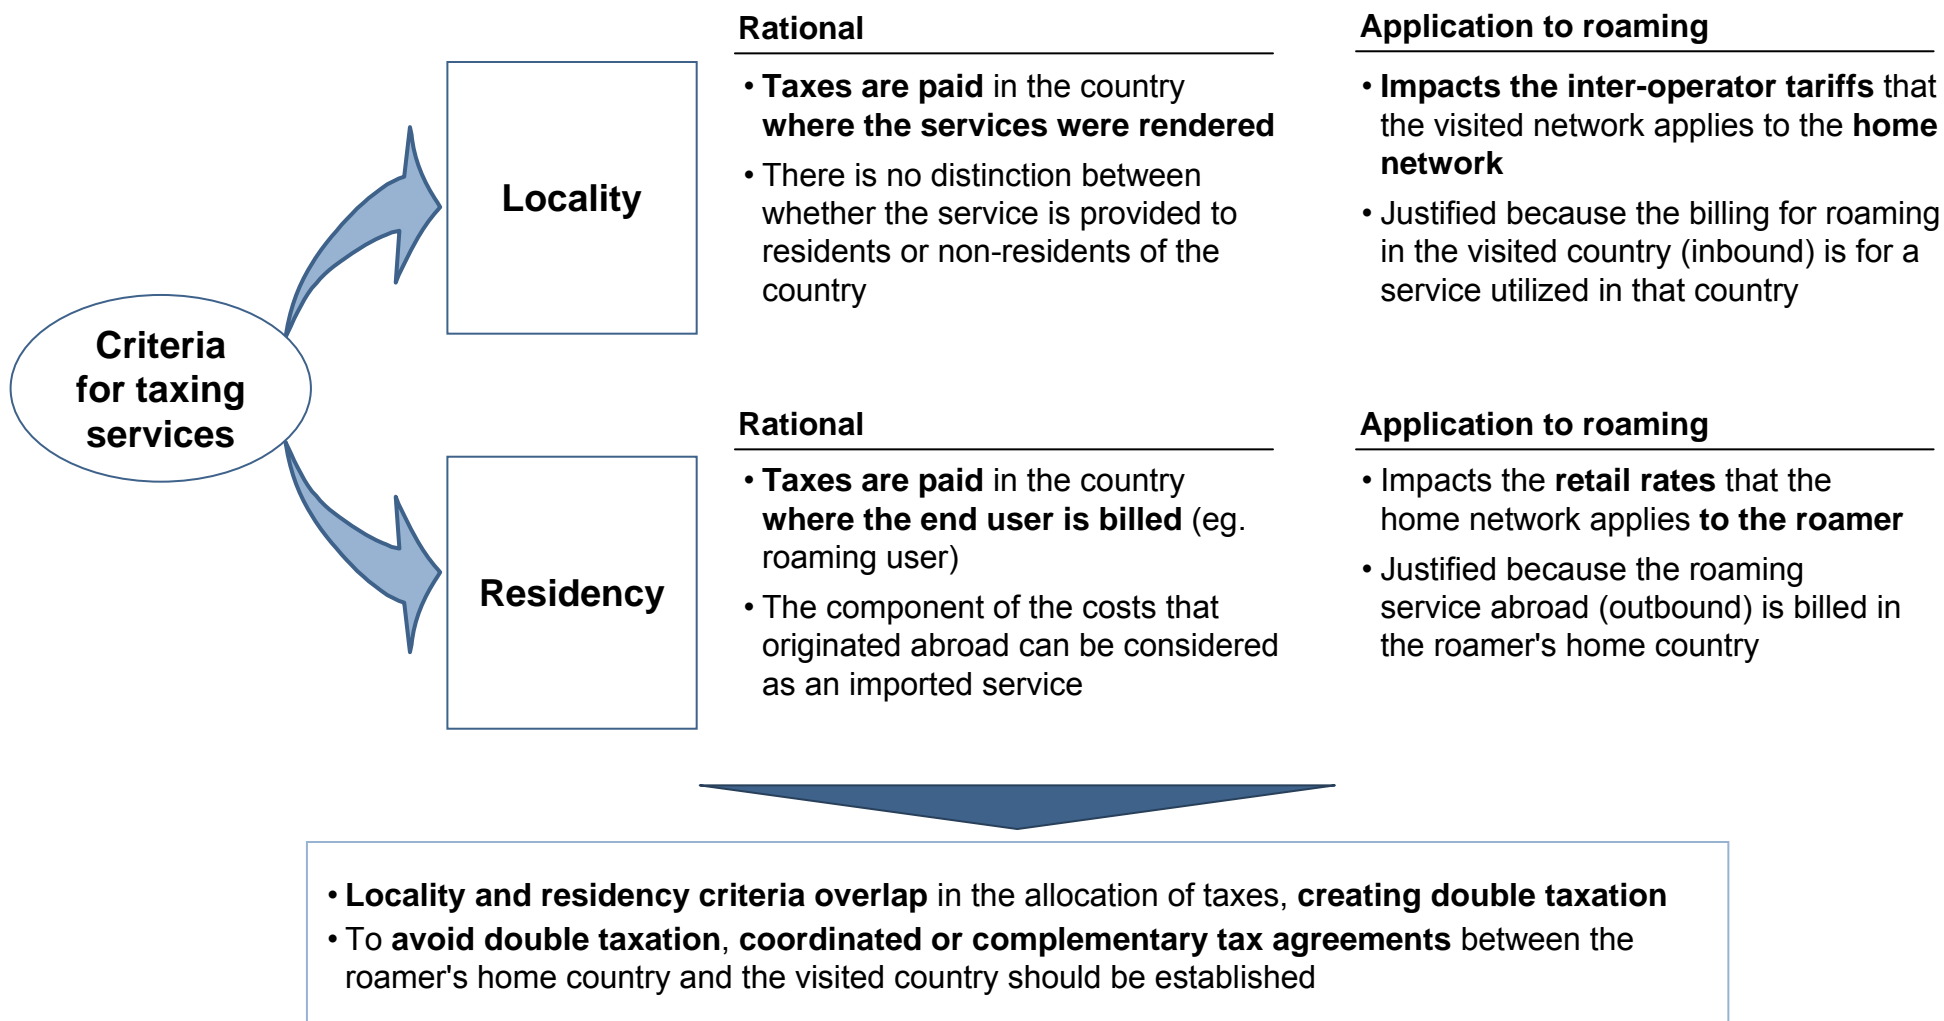 Criteria
for taxing
services
Locality
Rational
• Taxes are paid in the country
where the services were rendered
• There is no distinction between
whether the service is provided to
residents or non-residents of the
country
Application to roaming
• Impacts the inter-operator tariffs that
the visited network applies to the home
network
• Justified because the billing for roaming
in the visited country (inbound) is for a
service utilized in that country
Residency
Rational
• Taxes are paid in the country
where the end user is billed (eg.
roaming user)
• The component of the costs that
originated abroad can be considered
as an imported service
Application to roaming
• Impacts the retail rates that the
home network applies to the roamer
• Justified because the roaming
service abroad (outbound) is billed in
the roamer's home country
• Locality and residency criteria overlap in the allocation of taxes, creating double taxation
• To avoid double taxation, coordinated or complementary tax agreements between the
roamer's home country and the visited country should be established